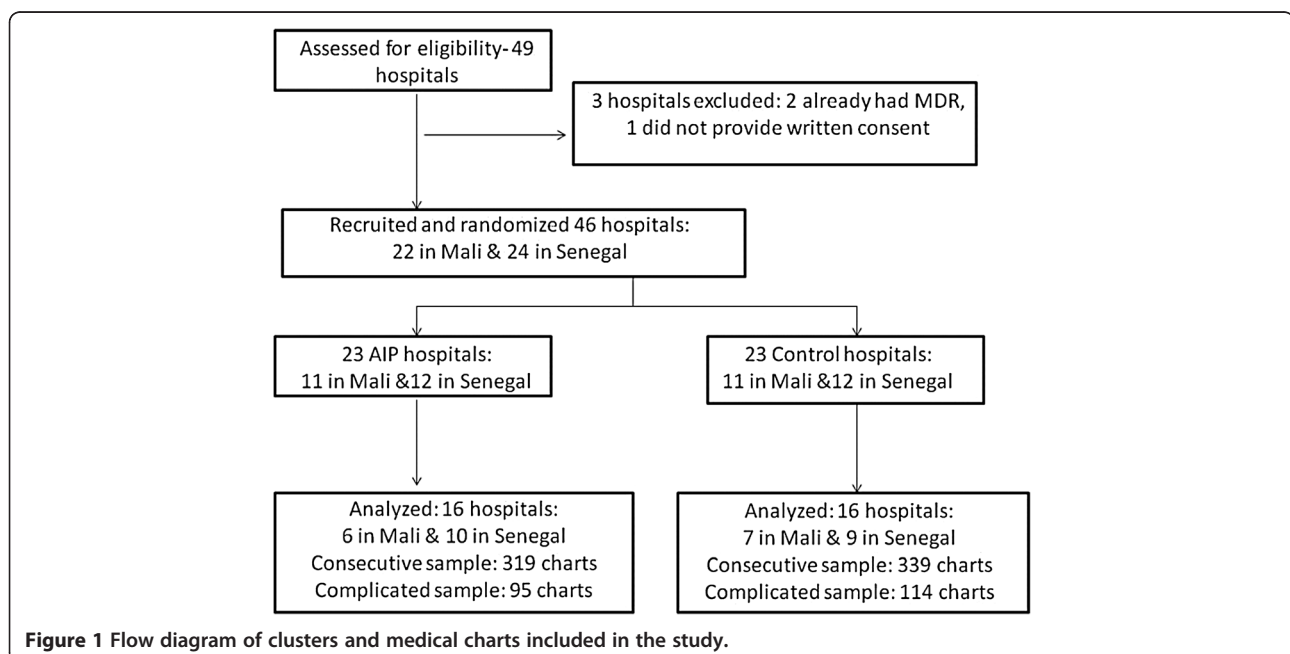 Assessed for eligibility- 49
hospitals
3 hospitals excluded: 2 already had MDR,
1 did not provide written consent
Recruited and randomized 46 hospitals:
22 in Mali & 24 in Senegal
23 AIP hospitals:
11 in Mali &12 in Senegal
23 Control hospitals:
11 in Mali &12 in Senegal
Analyzed: 16 hospitals:
6 in Mali & 10 in Senegal
Consecutive sample: 319 charts
Complicated sample: 95 charts
Analyzed: 16 hospitals:
7 in Mali & 9 in Senegal
Consecutive sample: 339 charts
Complicated sample: 114 charts
Figure 1 Flow diagram of clusters and medical charts included in the study.